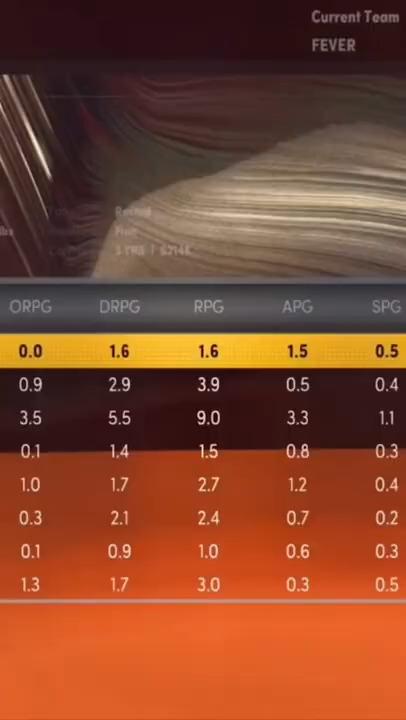 Current Team
FEVER
ORPG DRPG RPG APG SPG
0.0 1.6 1.6 1.5 0.5
0.9 2.9 3.9 0.5 0.4
3.5 5.5 9.0 3.3 1.1
0.1 1.4 1.5 0.8 0.3
1.0 1.7 2.7 1.2 0.4
0.3 2.1 2.4 0.7 0.2
0.1 0.9 1.0 0.6 0.3
1.3 1.7 3.0 0.3 0.5